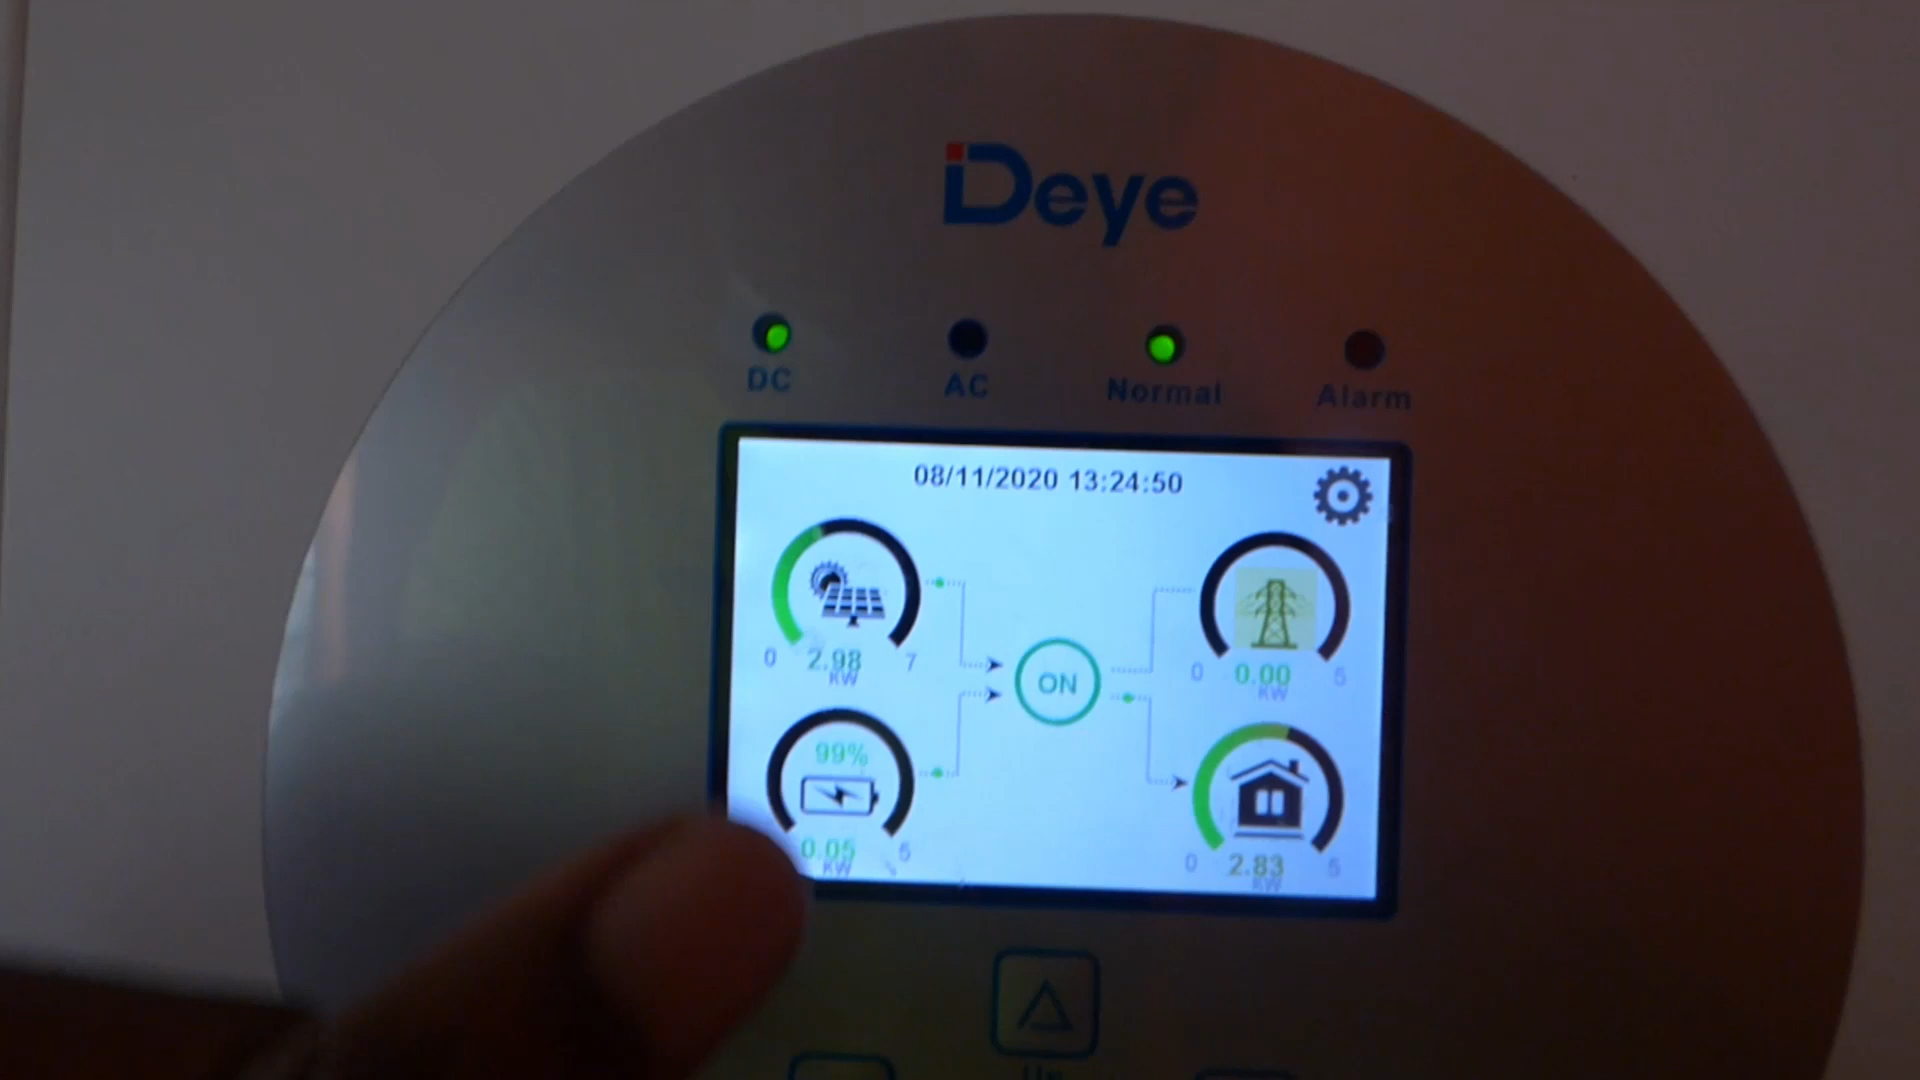 Deye
DC AC Normal Alarm
08/11/2020 13:24:50
0 2.98 7
KW
0 0.00 5
KW
ON
99%
0.05 5
KW
0 2.83 5
KW
Up